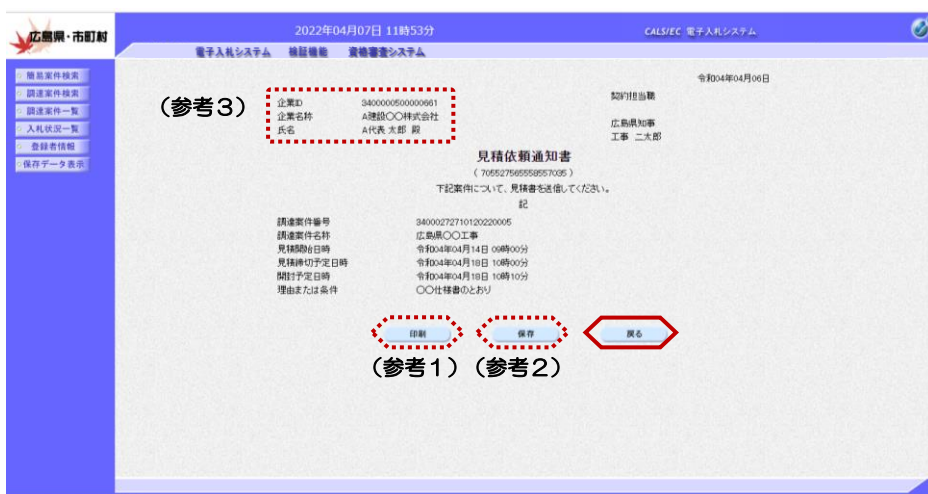 広島県・市町村
2022年04月07日 11時53分
CALS/EC 電子入札システム
電子入札システム 検証機能 資格審査システム
簡易案件検索
調達案件検索
調達案件一覧
入札状況一覧
登録者情報
保存データ表示
令和04年04月06日
(参考3)
企業ID 3400000500000661
企業名称 A建設〇〇株式会社
氏名 A代表 太郎 殿
契約担当職
広島県知事
工事 二太郎
見積依頼通知書
( 705527565558557035 )
下記案件について、見積書を送信してください。
記
調達案件番号 34000272710120220005
調達案件名称 広島県〇〇工事
見積開始日時 令和04年04月14日 09時00分
見積締切予定日時 令和04年04月18日 10時00分
開封予定日時 令和04年04月18日 10時10分
理由または条件 〇〇仕様書のとおり
印刷 保存 戻る
(参考1) (参考2)